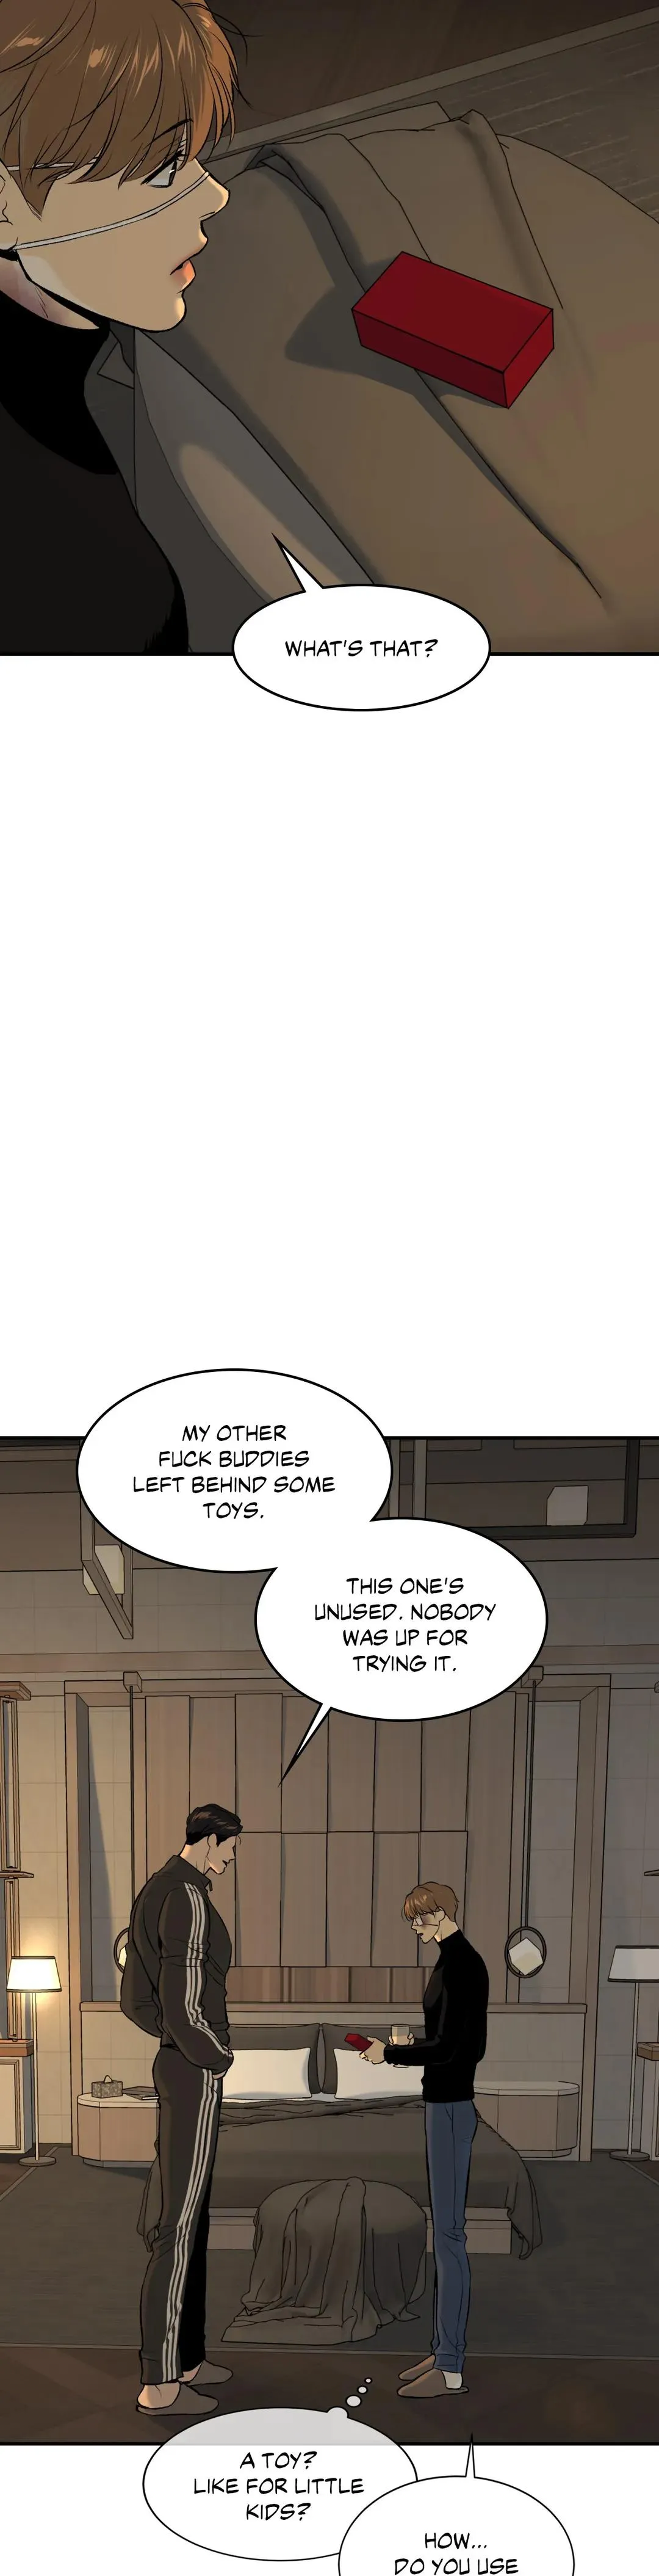 WHAT'S THAT?
MY OTHER
FUCK BUDDIES
LEFT BEHIND SOME
TOYS.
THIS ONE'S
UNUSED. NOBODY
WAS UP FOR
TRYING IT.
A TOY?
LIKE FOR LITTLE
KIDS?
HOW...
DO YOU USE